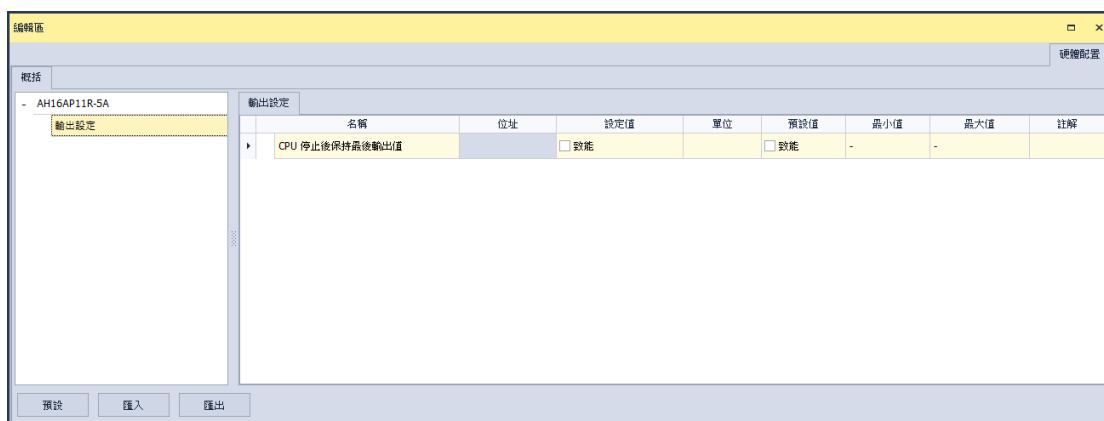 編輯區
硬體配置
概括
- AH16AP11R-5A
輸出設定
輸出設定
名稱 位址 設定值 單位 預設值 最小值 最大值 註解
CPU 停止後保持最後輸出值 致能 致能 - -
預設 匯入 匯出